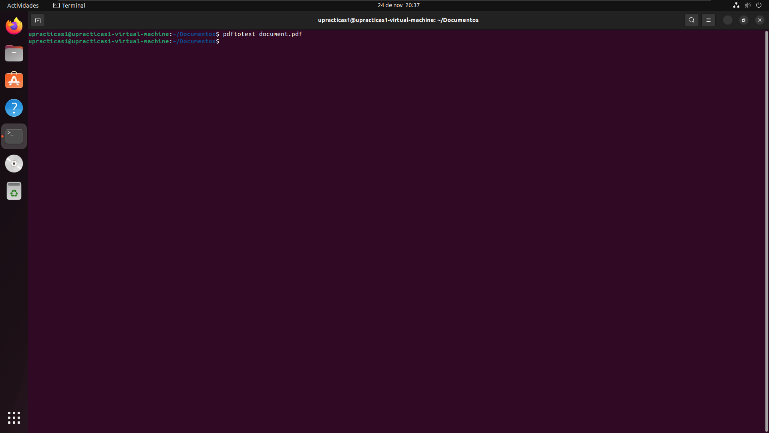 Actividades
Terminal
24 de nov 20:37
upracticas1@upracticas1-virtual-machine: ~/Documentos
upracticas1@upracticas1-virtual-machine:~/Documentos$ pdftotext document.pdf
upracticas1@upracticas1-virtual-machine:~/Documentos$